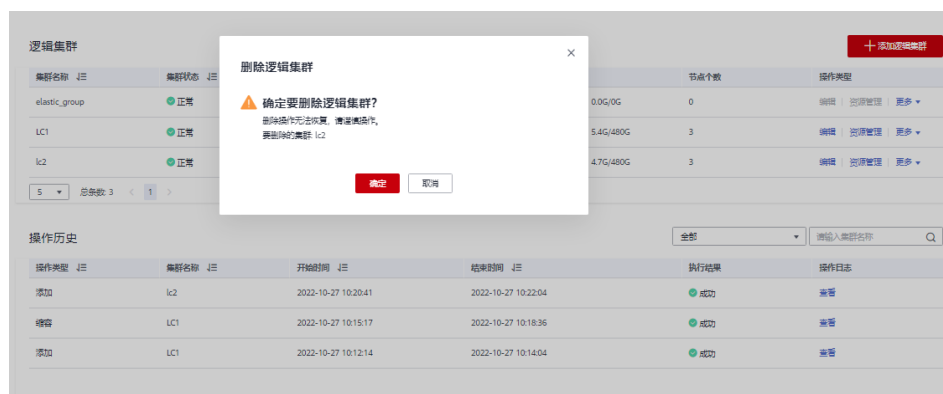 逻辑集群
十添加逻辑集群
集群名称 集群状态 节点个数 操作类型
elastic_group 正常 0.0G/0G 0 编辑 资源管理 更多
LC1 正常 5.4G/480G 3 编辑 资源管理 更多
lc2 正常 4.7G/480G 3 编辑 资源管理 更多
5 总条数: 3 < 1 >
删除逻辑集群
确定要删除逻辑集群?
删除操作无法恢复,请谨慎操作。
要删除的集群: lc2
确定 取消
操作历史
全部 请输入集群名称
操作类型 集群名称 开始时间 结束时间 执行结果 操作日志
添加 lc2 2022-10-27 10:20:41 2022-10-27 10:22:04 成功 查看
缩容 LC1 2022-10-27 10:15:17 2022-10-27 10:18:36 成功 查看
添加 LC1 2022-10-27 10:12:14 2022-10-27 10:14:04 成功 查看